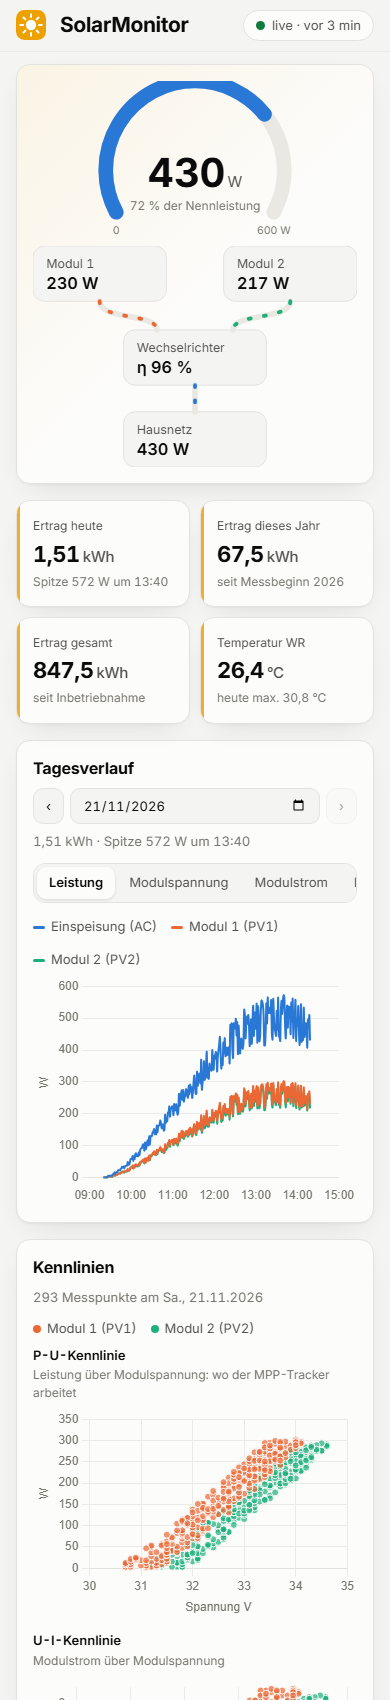 SolarMonitor
live · vor 3 min
430 W
72 % der Nennleistung
0 600 W
Modul 1 Modul 2
230 W 217 W
Wechselrichter
η 96 %
Hausnetz
430 W
Ertrag heute
1,51 kWh
Spitze 572 W um 13:40
Ertrag dieses Jahr
67,5 kWh
seit Messbeginn 2026
Ertrag gesamt
847,5 kWh
seit Inbetriebnahme
Temperatur WR
26,4 °C
heute max. 30,8 °C
Tagesverlauf
‹ 21/11/2026 ›
1,51 kWh · Spitze 572 W um 13:40
Leistung Modulspannung Modulstrom
Einspeisung (AC) Modul 1 (PV1)
Modul 2 (PV2)
600
500
400
W
300
200
100
0
09:00 10:00 11:00 12:00 13:00 14:00 15:00
Kennlinien
293 Messpunkte am Sa., 21.11.2026
Modul 1 (PV1) Modul 2 (PV2)
P-U-Kennlinie
Leistung über Modulspannung: wo der MPP-Tracker
arbeitet
350
300
250
200
W
150
100
50
0
30 31 32 33 34 35
Spannung V
U-I-Kennlinie
Modulstrom über Modulspannung